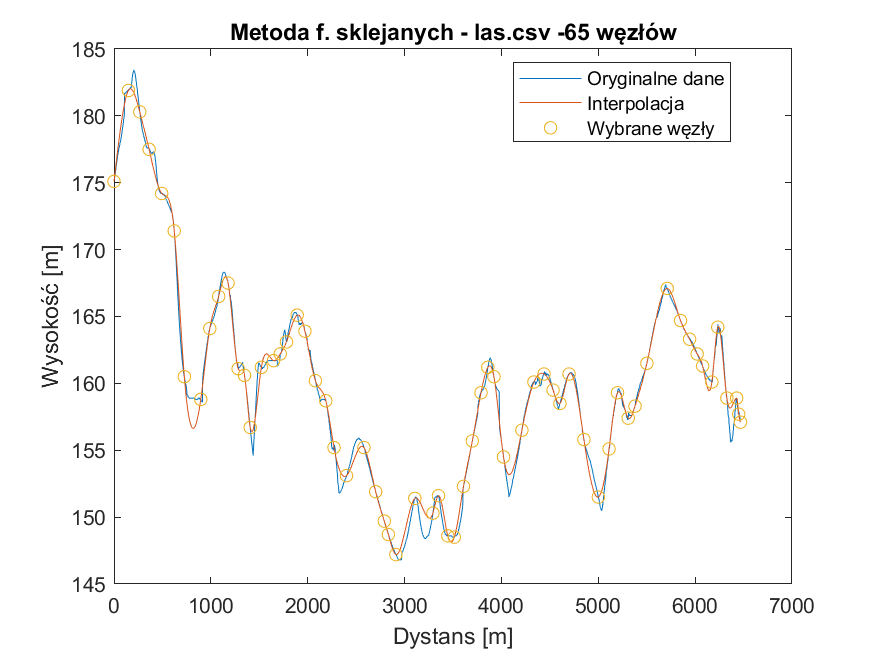 Metoda f. sklejanych - las.csv -65 węzłów
Oryginalne dane
Interpolacja
Wybrane węzły
Wysokość [m]
185
180
175
170
165
160
155
150
145
0 1000 2000 3000 4000 5000 6000 7000
Dystans [m]